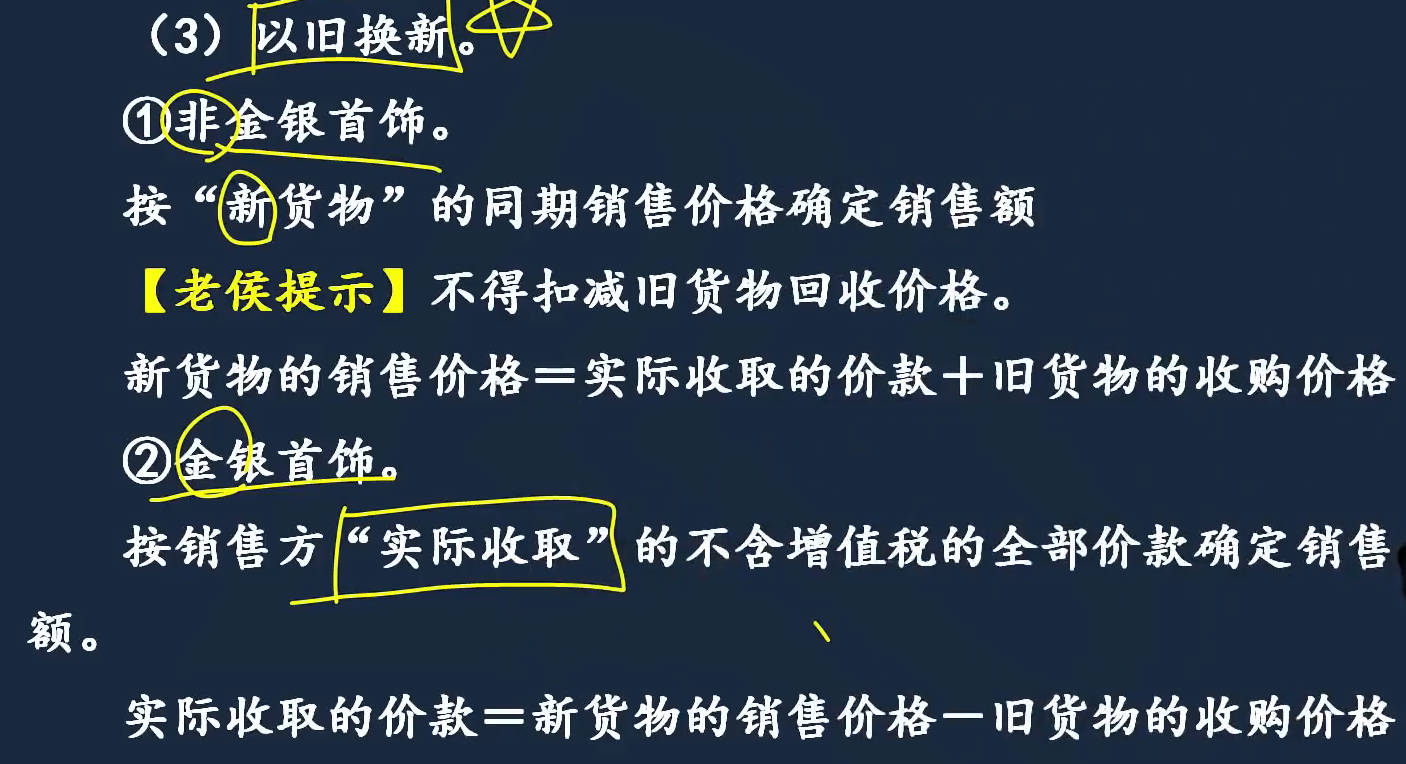 （3）以旧换新。
①非金银首饰。
按“新货物”的同期销售价格确定销售额
【老侯提示】不得扣减旧货物回收价格。
新货物的销售价格＝实际收取的价款＋旧货物的收购价格
②金银首饰。
按销售方“实际收取”的不含增值税的全部价款确定销售
额。
实际收取的价款＝新货物的销售价格－旧货物的收购价格